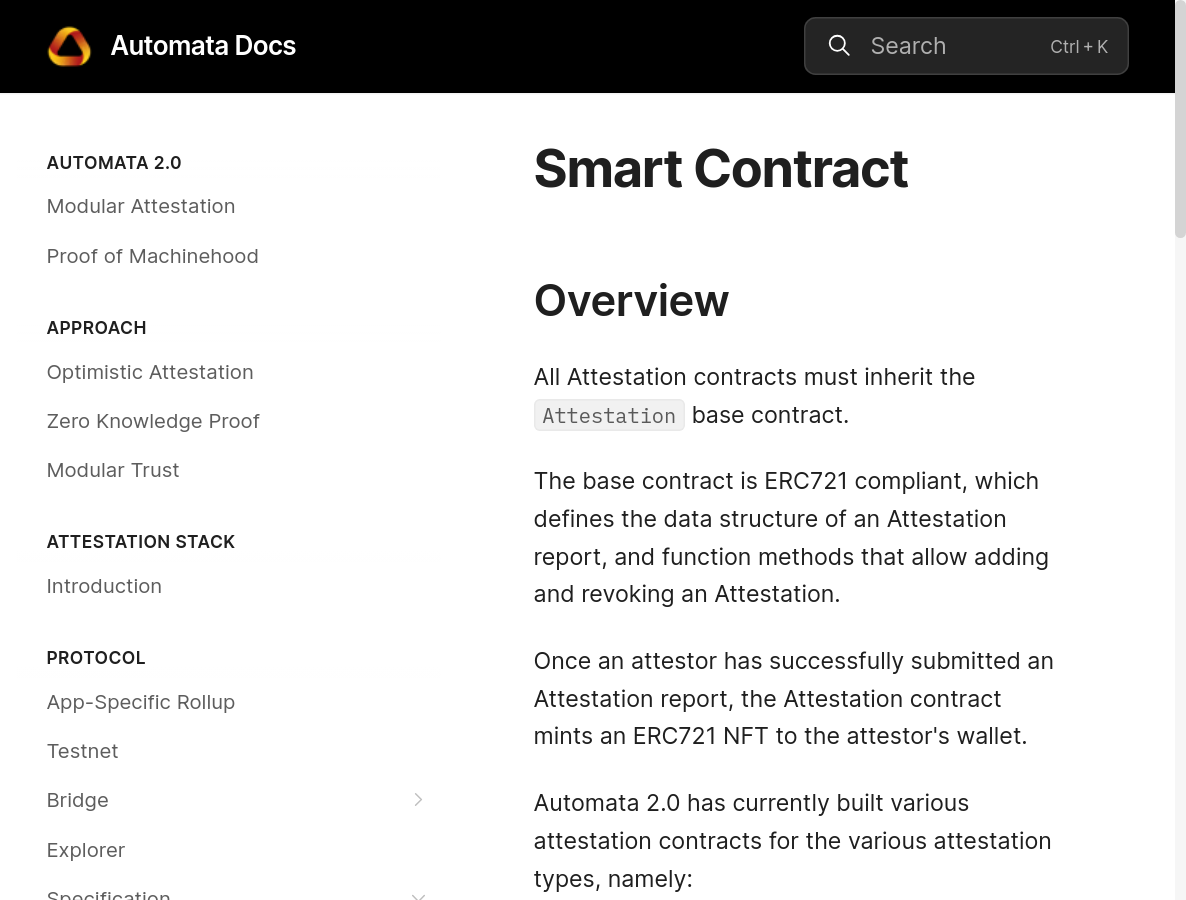 Automata Docs
Search
Ctrl + K
AUTOMATA 2.0
Modular Attestation
Proof of Machinehood
APPROACH
Optimistic Attestation
Zero Knowledge Proof
Modular Trust
ATTESTATION STACK
Introduction
PROTOCOL
App-Specific Rollup
Testnet
Bridge
Explorer
Specification
Smart Contract
Overview
All Attestation contracts must inherit the
Attestation base contract.
The base contract is ERC721 compliant, which
defines the data structure of an Attestation
report, and function methods that allow adding
and revoking an Attestation.
Once an attestor has successfully submitted an
Attestation report, the Attestation contract
mints an ERC721 NFT to the attestor's wallet.
Automata 2.0 has currently built various
attestation contracts for the various attestation
types, namely: